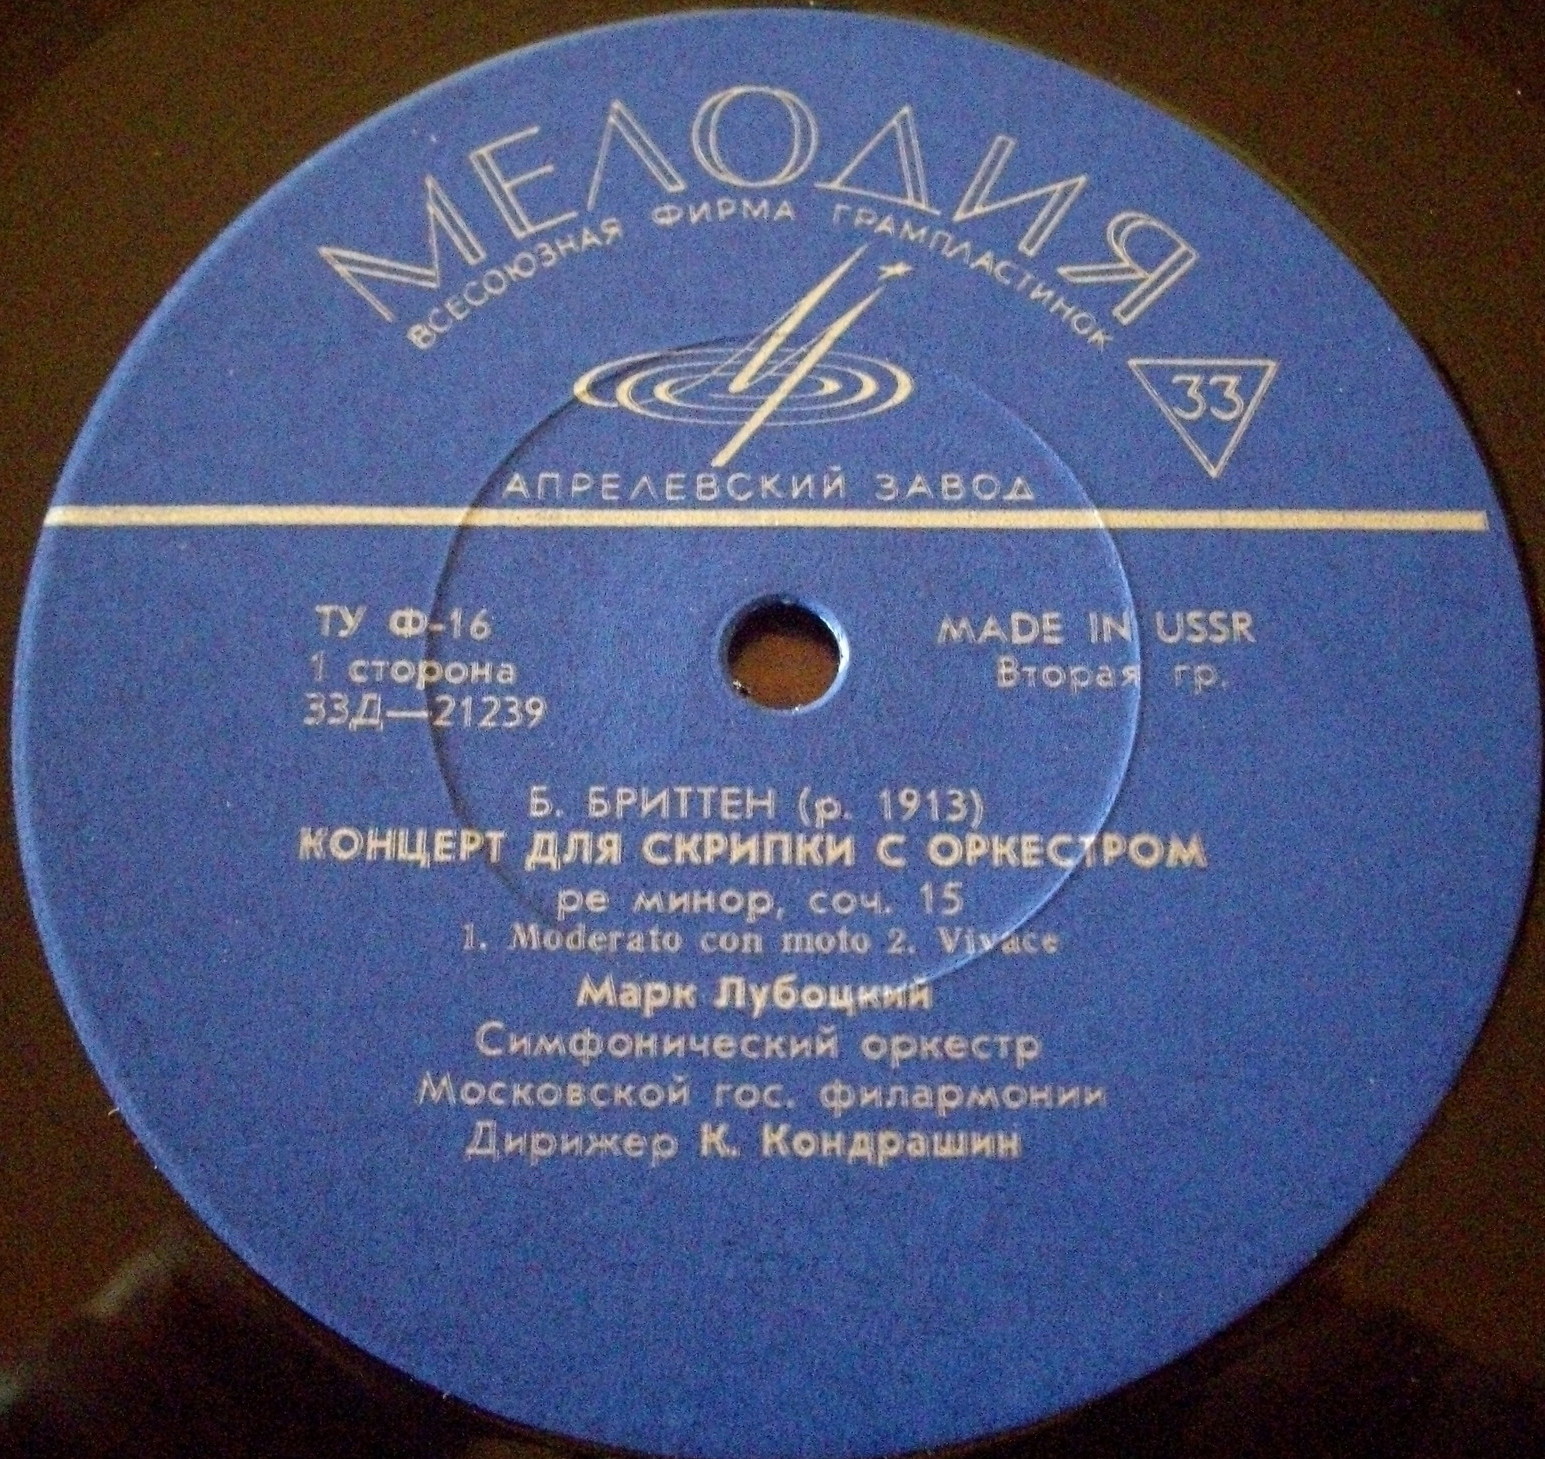 МЕЛОДИЯ
ВСЕСОЮЗНАЯ ФИРМА ГРАМПЛАСТИНОК
33
АПРЕЛЕВСКИЙ ЗАВОД
ТУ Ф-16
MADE IN USSR
1 сторона
Вторая гр.
33Д—21239
Б. БРИТТЕН (р. 1913)
КОНЦЕРТ ДЛЯ СКРИПКИ С ОРКЕСТРОМ
ре минор, соч. 15
1. Moderato con moto 2. Vivace
Марк Лубоцкий
Симфонический оркестр
Московской гос. филармонии
Дирижер К. Кондрашин